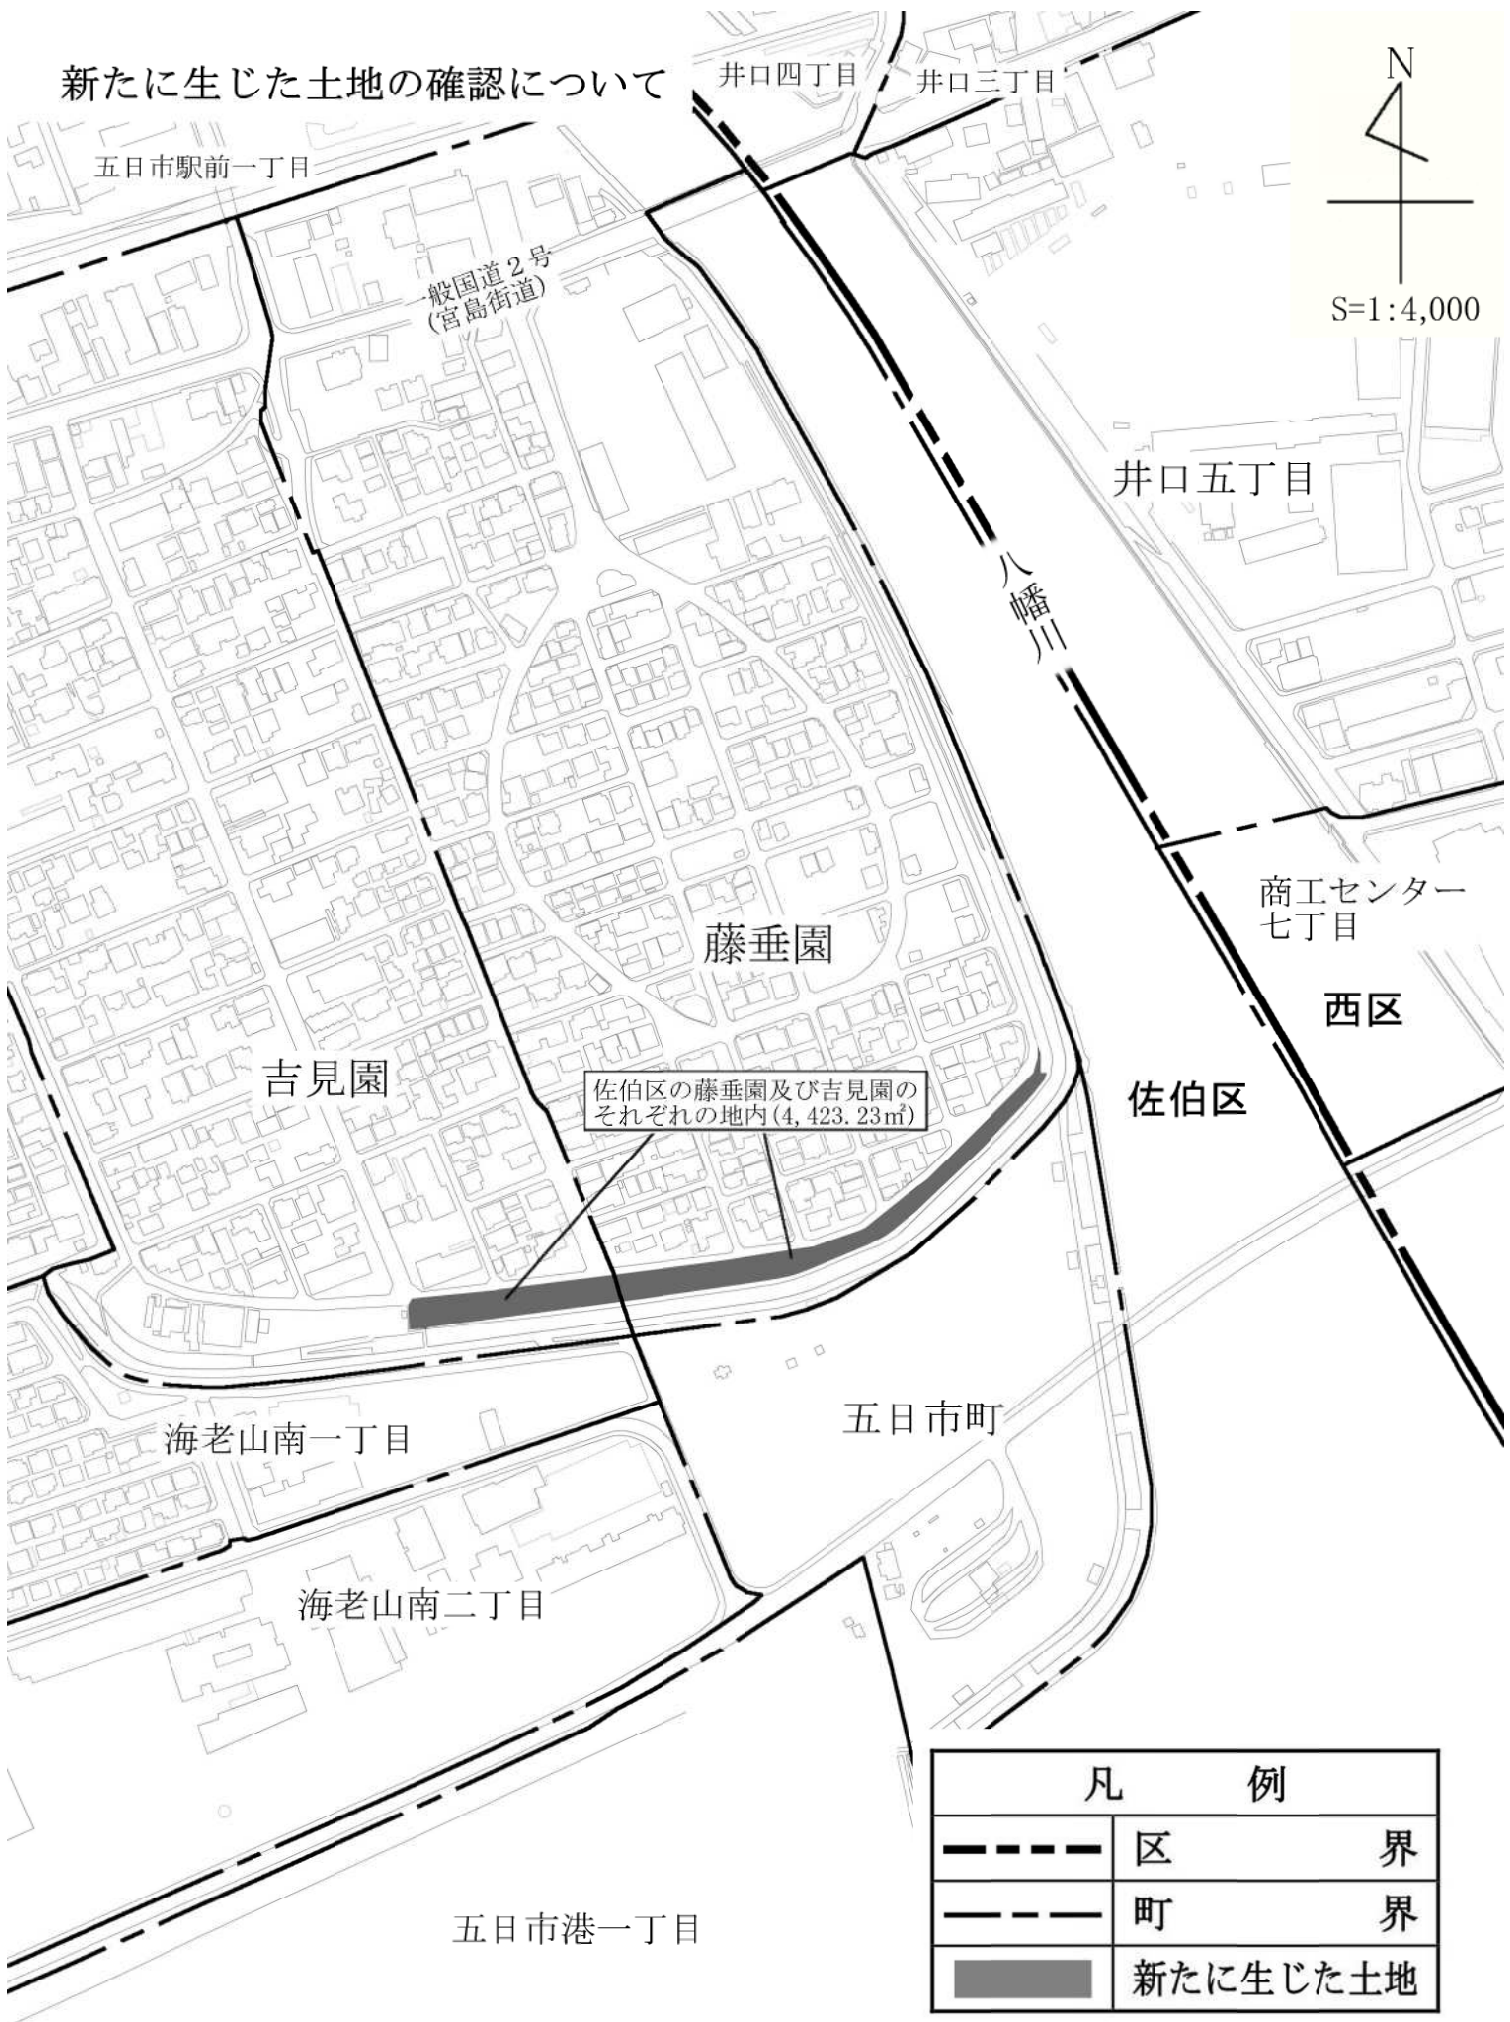 新たに生じた土地の確認について
井口四丁目
井口三丁目
N
S=1:4,000
五日市駅前一丁目
一般国道２号
(宮島街道)
井口五丁目
八幡川
藤垂園
商工センター
七丁目
西区
佐伯区
吉見園
佐伯区の藤垂園及び吉見園の
それぞれの地内(4,423.23㎡)
五日市町
海老山南一丁目
海老山南二丁目
五日市港一丁目
凡例
区界
町界
新たに生じた土地